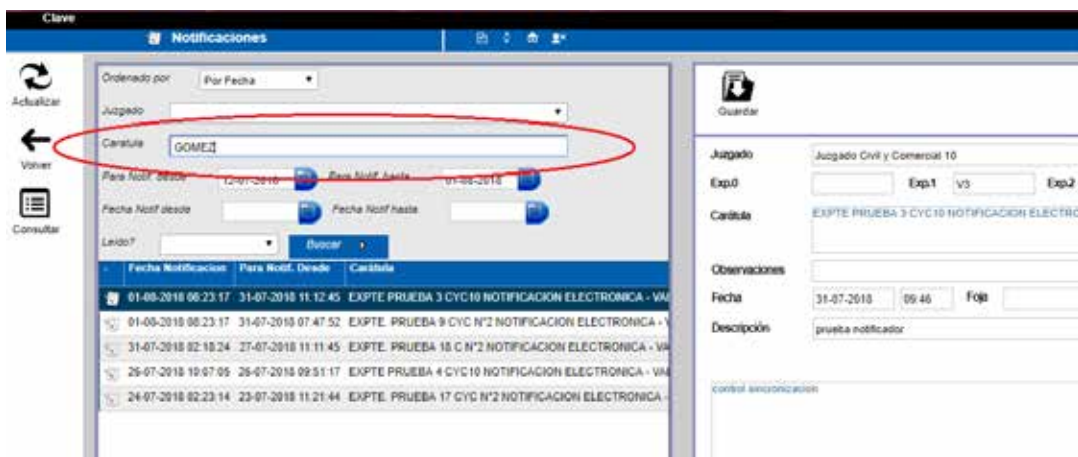 Clave
Notificaciones
Actualizar
Volver
Consultar
Ordenado por Por Fecha
Juzgado
Carátula GOMEZ
Para Notif. desde 12-07-2018 Para Notif. hasta 01-08-2018
Fecha Notif desde Fecha Notif hasta
Leido? Buscar
Fecha Notificacion Para Notif. Desde Carátula
01-08-2018 08:23:17 31-07-2018 11:12:45 EXPTE PRUEBA 3 CYC10 NOTIFICACION ELECTRONICA - VA
01-08-2018 08:23:17 31-07-2018 07:47:52 EXPTE. PRUEBA 9 CYC N°2 NOTIFICACION ELECTRONICA -
31-07-2018 02:18:24 27-07-2018 11:11:45 EXPTE. PRUEBA 18 C N°2 NOTIFICACION ELECTRONICA - VA
26-07-2018 10:07:05 26-07-2018 09:51:17 EXPTE. PRUEBA 4 CYC10 NOTIFICACION ELECTRONICA - VA
24-07-2018 02:23:14 23-07-2018 11:21:44 EXPTE. PRUEBA 17 CYC N°2 NOTIFICACION ELECTRONICA -
Guardar
Juzgado Juzgado Civil y Comercial 10
Exp.0 Exp.1 V3 Exp.2
Carátula EXPTE PRUEBA 3 CYC10 NOTIFICACION ELECTRO
Observaciones
Fecha 31-07-2018 09:46 Foja
Descripción prueba notificador
control sincronizacion